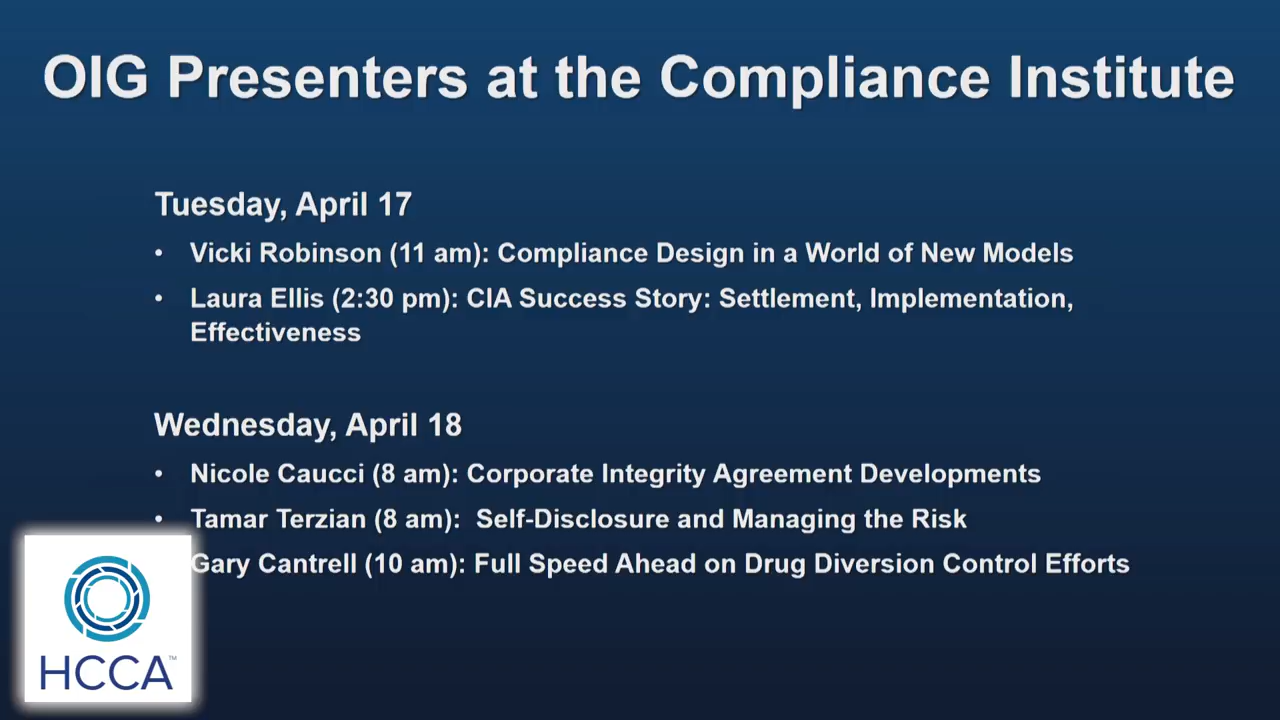 OIG Presenters at the Compliance Institute
Tuesday, April 17
• Vicki Robinson (11 am): Compliance Design in a World of New Models
• Laura Ellis (2:30 pm): CIA Success Story: Settlement, Implementation,
Effectiveness
Wednesday, April 18
• Nicole Caucci (8 am): Corporate Integrity Agreement Developments
• Tamar Terzian (8 am):  Self-Disclosure and Managing the Risk
Gary Cantrell (10 am): Full Speed Ahead on Drug Diversion Control Efforts
HCCA™